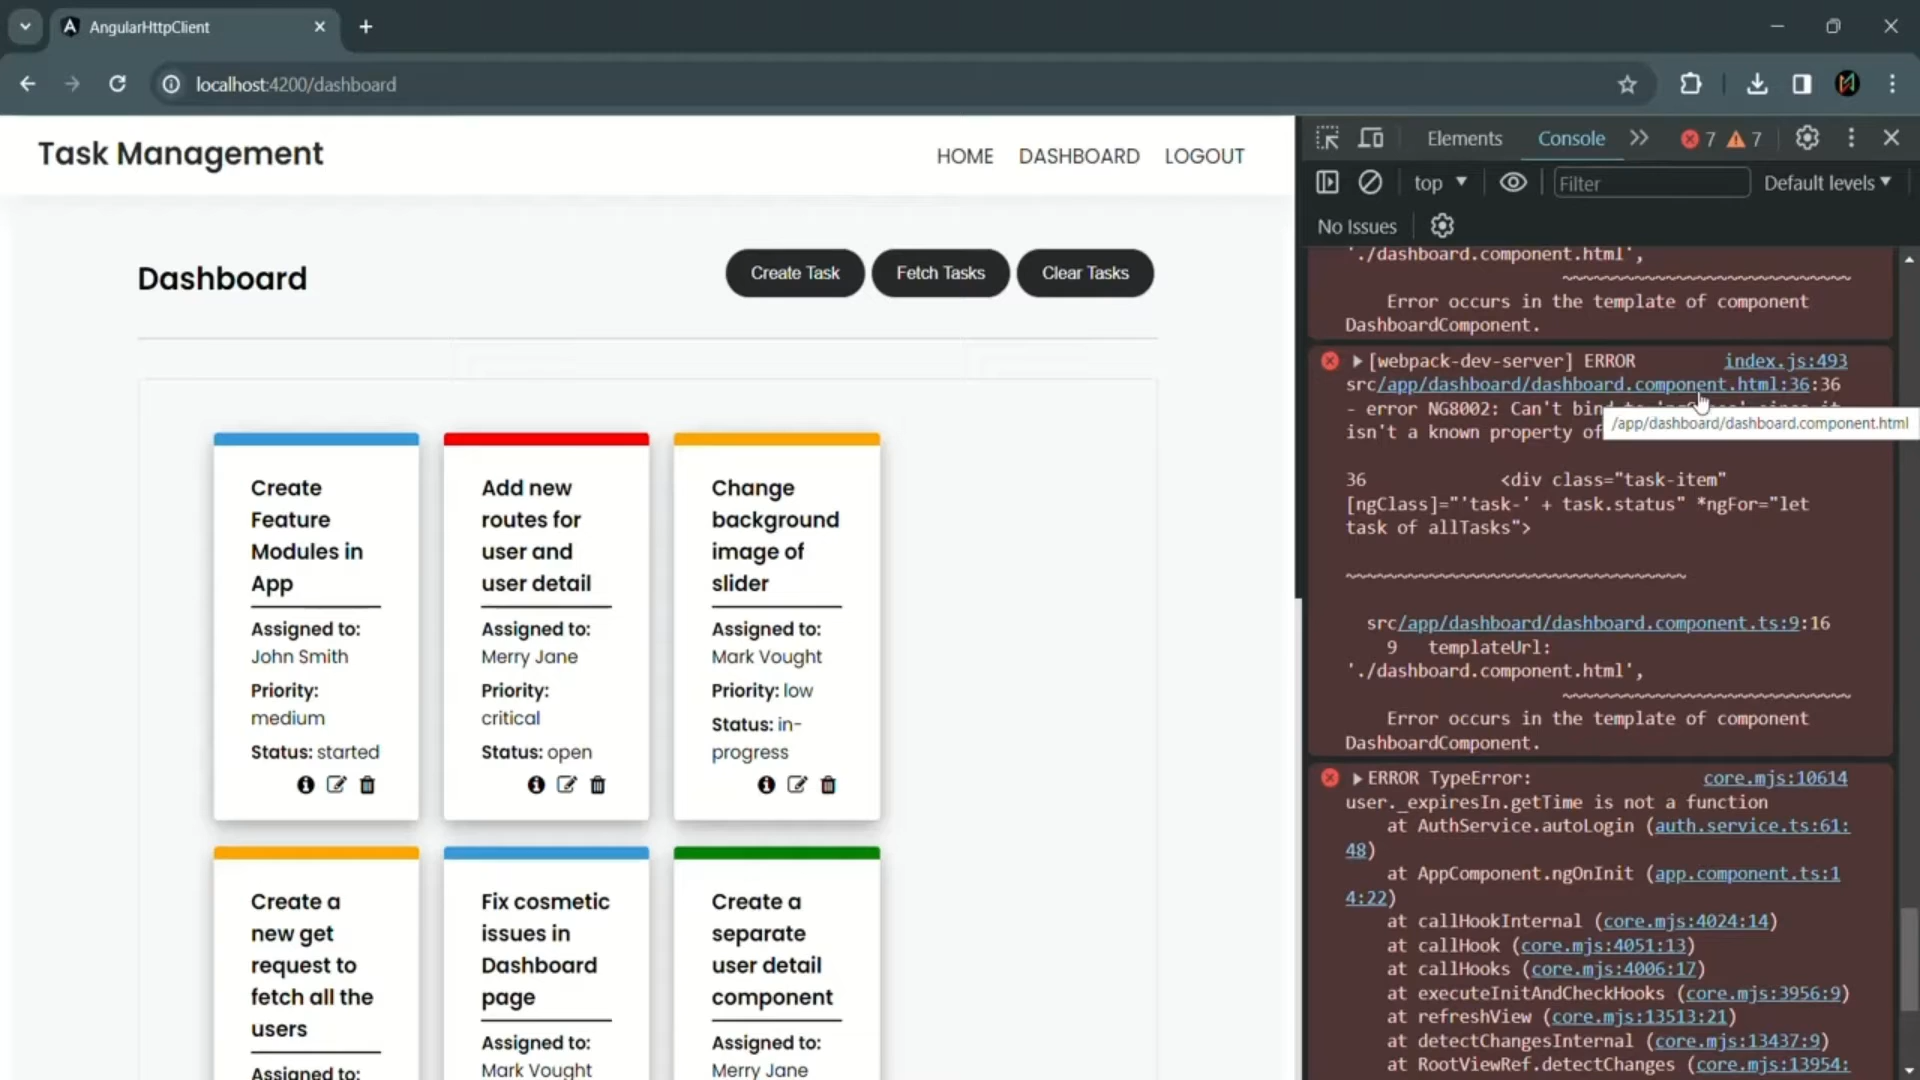 AngularHttpClient
localhost:4200/dashboard
Task Management
HOME DASHBOARD LOGOUT
Dashboard
Create Task Fetch Tasks Clear Tasks
Create
Feature
Modules in
App
Assigned to:
John Smith
Priority:
medium
Status: started
Add new
routes for
user and
user detail
Assigned to:
Merry Jane
Priority:
critical
Status: open
Change
background
image of
slider
Assigned to:
Mark Vought
Priority: low
Status: in-
progress
Create a
new get
request to
fetch all the
users
Assigned to:
Fix cosmetic
issues in
Dashboard
page
Assigned to:
Mark Vought
Create a
separate
user detail
component
Assigned to:
Merry Jane
Elements Console 7 7
top Filter Default levels
No Issues
'./dashboard.component.html',
~~~~~~~~~~~~~~~~~~~~~~~~~~~~
Error occurs in the template of component
DashboardComponent.
[webpack-dev-server] ERROR index.js:493
src/app/dashboard/dashboard.component.html:36:36
- error NG8002: Can't bind
/app/dashboard/dashboard.component.html
isn't a known property of
36 <div class="task-item"
[ngClass]="'task-' + task.status" *ngFor="let
task of allTasks">
~~~~~~~~~~~~~~~~~~~~~~~~~~~~~~~~~
src/app/dashboard/dashboard.component.ts:9:16
9 templateUrl:
'./dashboard.component.html',
~~~~~~~~~~~~~~~~~~~~~~~~~~~~
Error occurs in the template of component
DashboardComponent.
ERROR TypeError: core.mjs:10614
user._expiresIn.getTime is not a function
at AuthService.autoLogin (auth.service.ts:61:
48)
at AppComponent.ngOnInit (app.component.ts:1
4:22)
at callHookInternal (core.mjs:4024:14)
at callHook (core.mjs:4051:13)
at callHooks (core.mjs:4006:17)
at executeInitAndCheckHooks (core.mjs:3956:9)
at refreshView (core.mjs:13513:21)
at detectChangesInternal (core.mjs:13437:9)
at RootViewRef.detectChanges (core.mjs:13954: